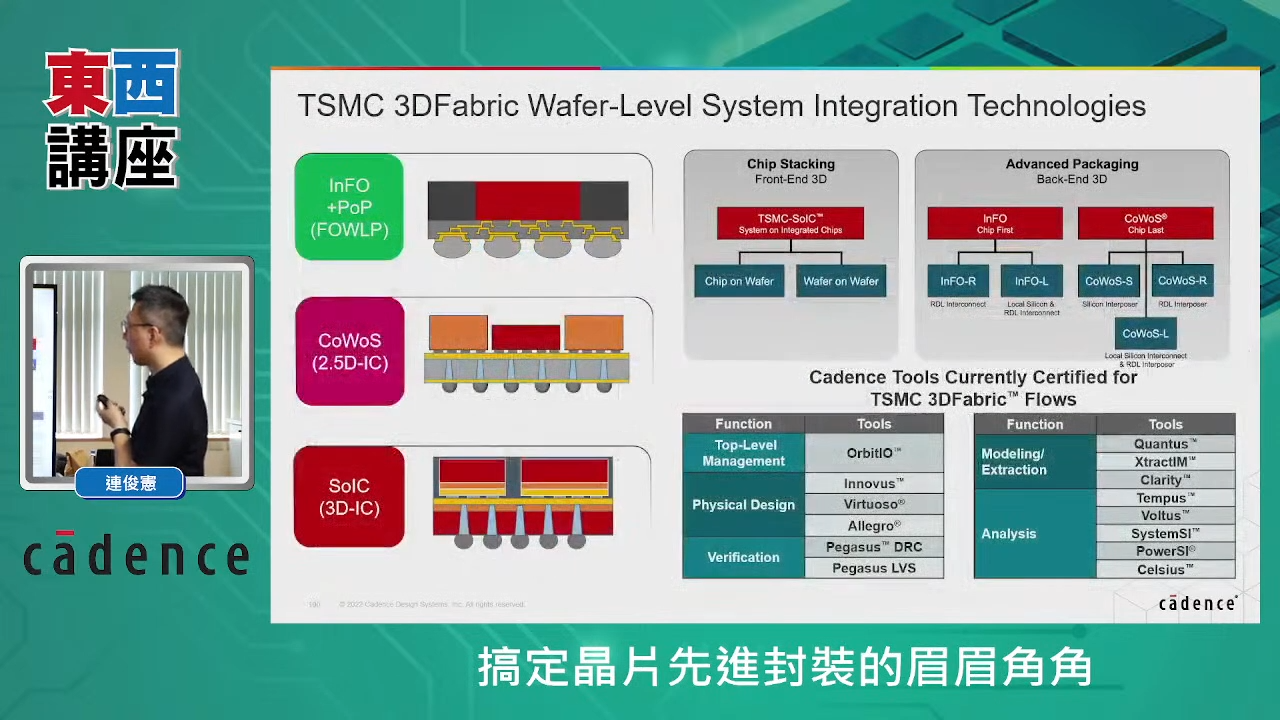 東西
講座
連俊憲
cādence
TSMC 3DFabric Wafer-Level System Integration Technologies
InFO
+PoP
(FOWLP)
CoWoS
(2.5D-IC)
SoIC
(3D-IC)
Chip Stacking
Front-End 3D
TSMC-SoIC™
System on Integrated Chips
Chip on Wafer
Wafer on Wafer
Advanced Packaging
Back-End 3D
InFO
Chip First
CoWoS®
Chip Last
InFO-R
RDL Interconnect
InFO-L
Local Silicon &
RDL Interconnect
CoWoS-S
Silicon Interposer
CoWoS-R
RDL Interposer
CoWoS-L
Local Silicon Interconnect
& RDL Interposer
Cadence Tools Currently Certified for
TSMC 3DFabric™ Flows
Function Tools
Top-Level
Management
OrbitIO™
Physical Design
Innovus™
Virtuoso®
Allegro®
Verification
Pegasus™ DRC
Pegasus LVS
Function Tools
Modeling/
Extraction
Quantus™
XtractIM™
Clarity™
Analysis
Tempus™
Voltus™
SystemSI™
PowerSI®
Celsius™
© 2022 Cadence Design Systems, Inc. All rights reserved.
cādence®
搞定晶片先進封裝的眉眉角角